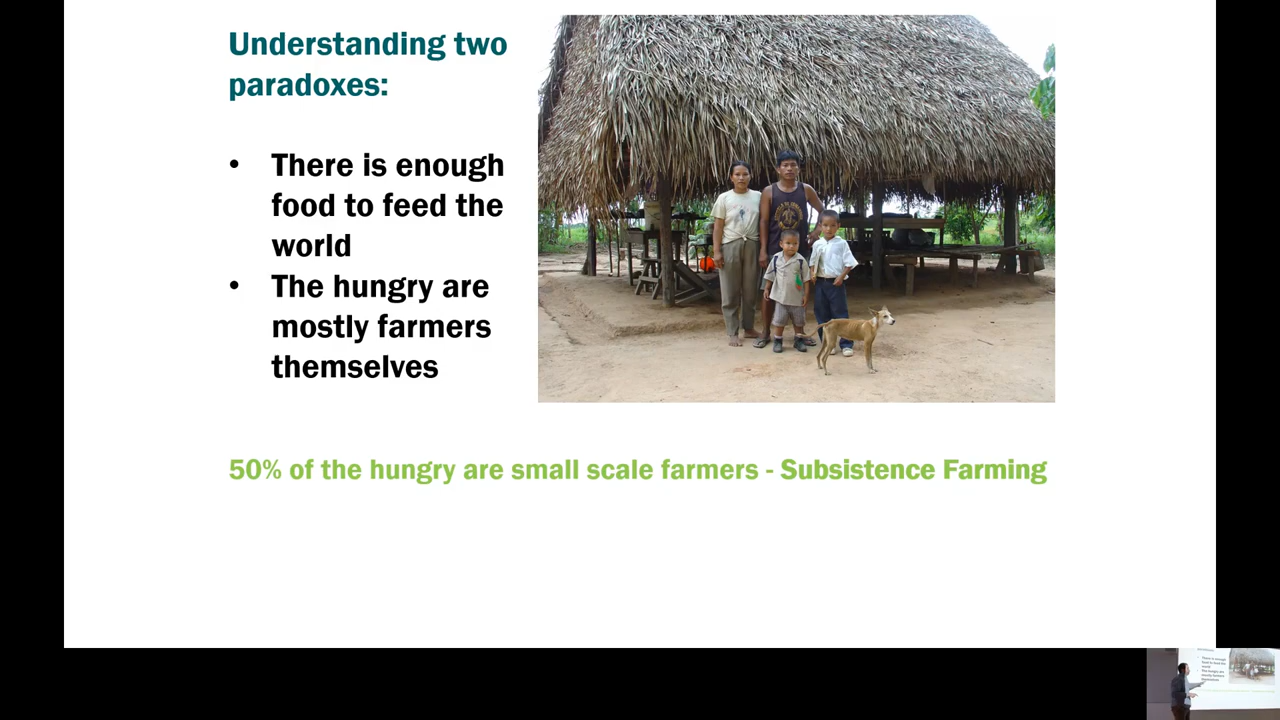 Understanding two
paradoxes:
• There is enough
food to feed the
world
• The hungry are
mostly farmers
themselves
50% of the hungry are small scale farmers - Subsistence Farming